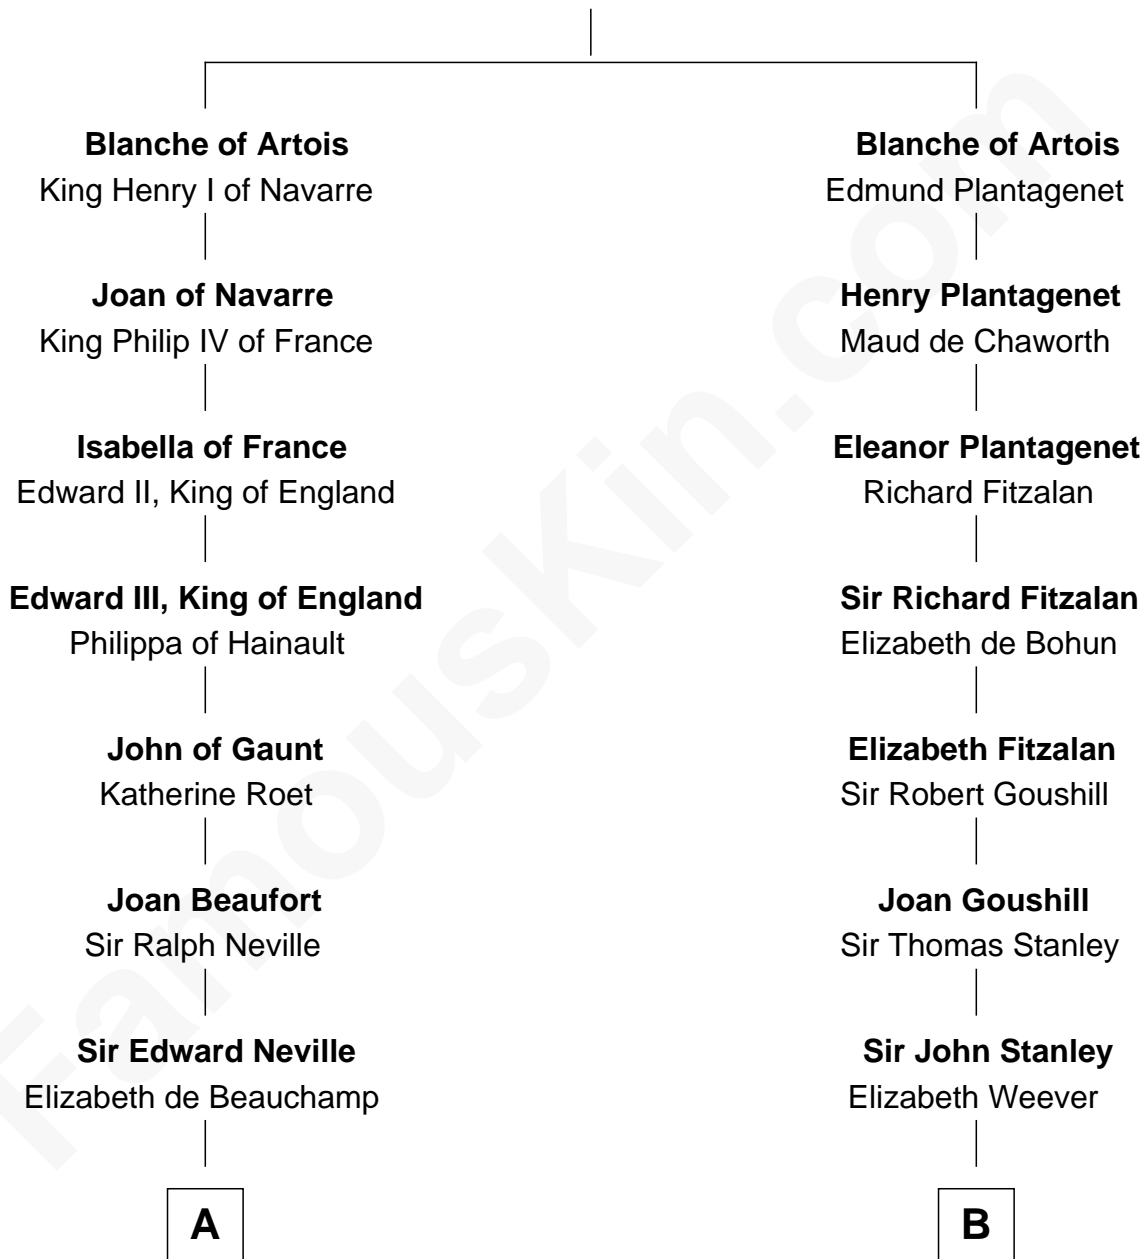 Blanche of Artois
King Henry I of Navarre
Joan of Navarre
King Philip IV of France
Isabella of France
Edward II, King of England
Edward III, King of England
Philippa of Hainault
John of Gaunt
Katherine Roet
Joan Beaufort
Sir Ralph Neville
Sir Edward Neville
Elizabeth de Beauchamp
A
Blanche of Artois
Edmund Plantagenet
Henry Plantagenet
Maud de Chaworth
Eleanor Plantagenet
Richard Fitzalan
Sir Richard Fitzalan
Elizabeth de Bohun
Elizabeth Fitzalan
Sir Robert Goushill
Joan Goushill
Sir Thomas Stanley
Sir John Stanley
Elizabeth Weever
B
FamousKin.com